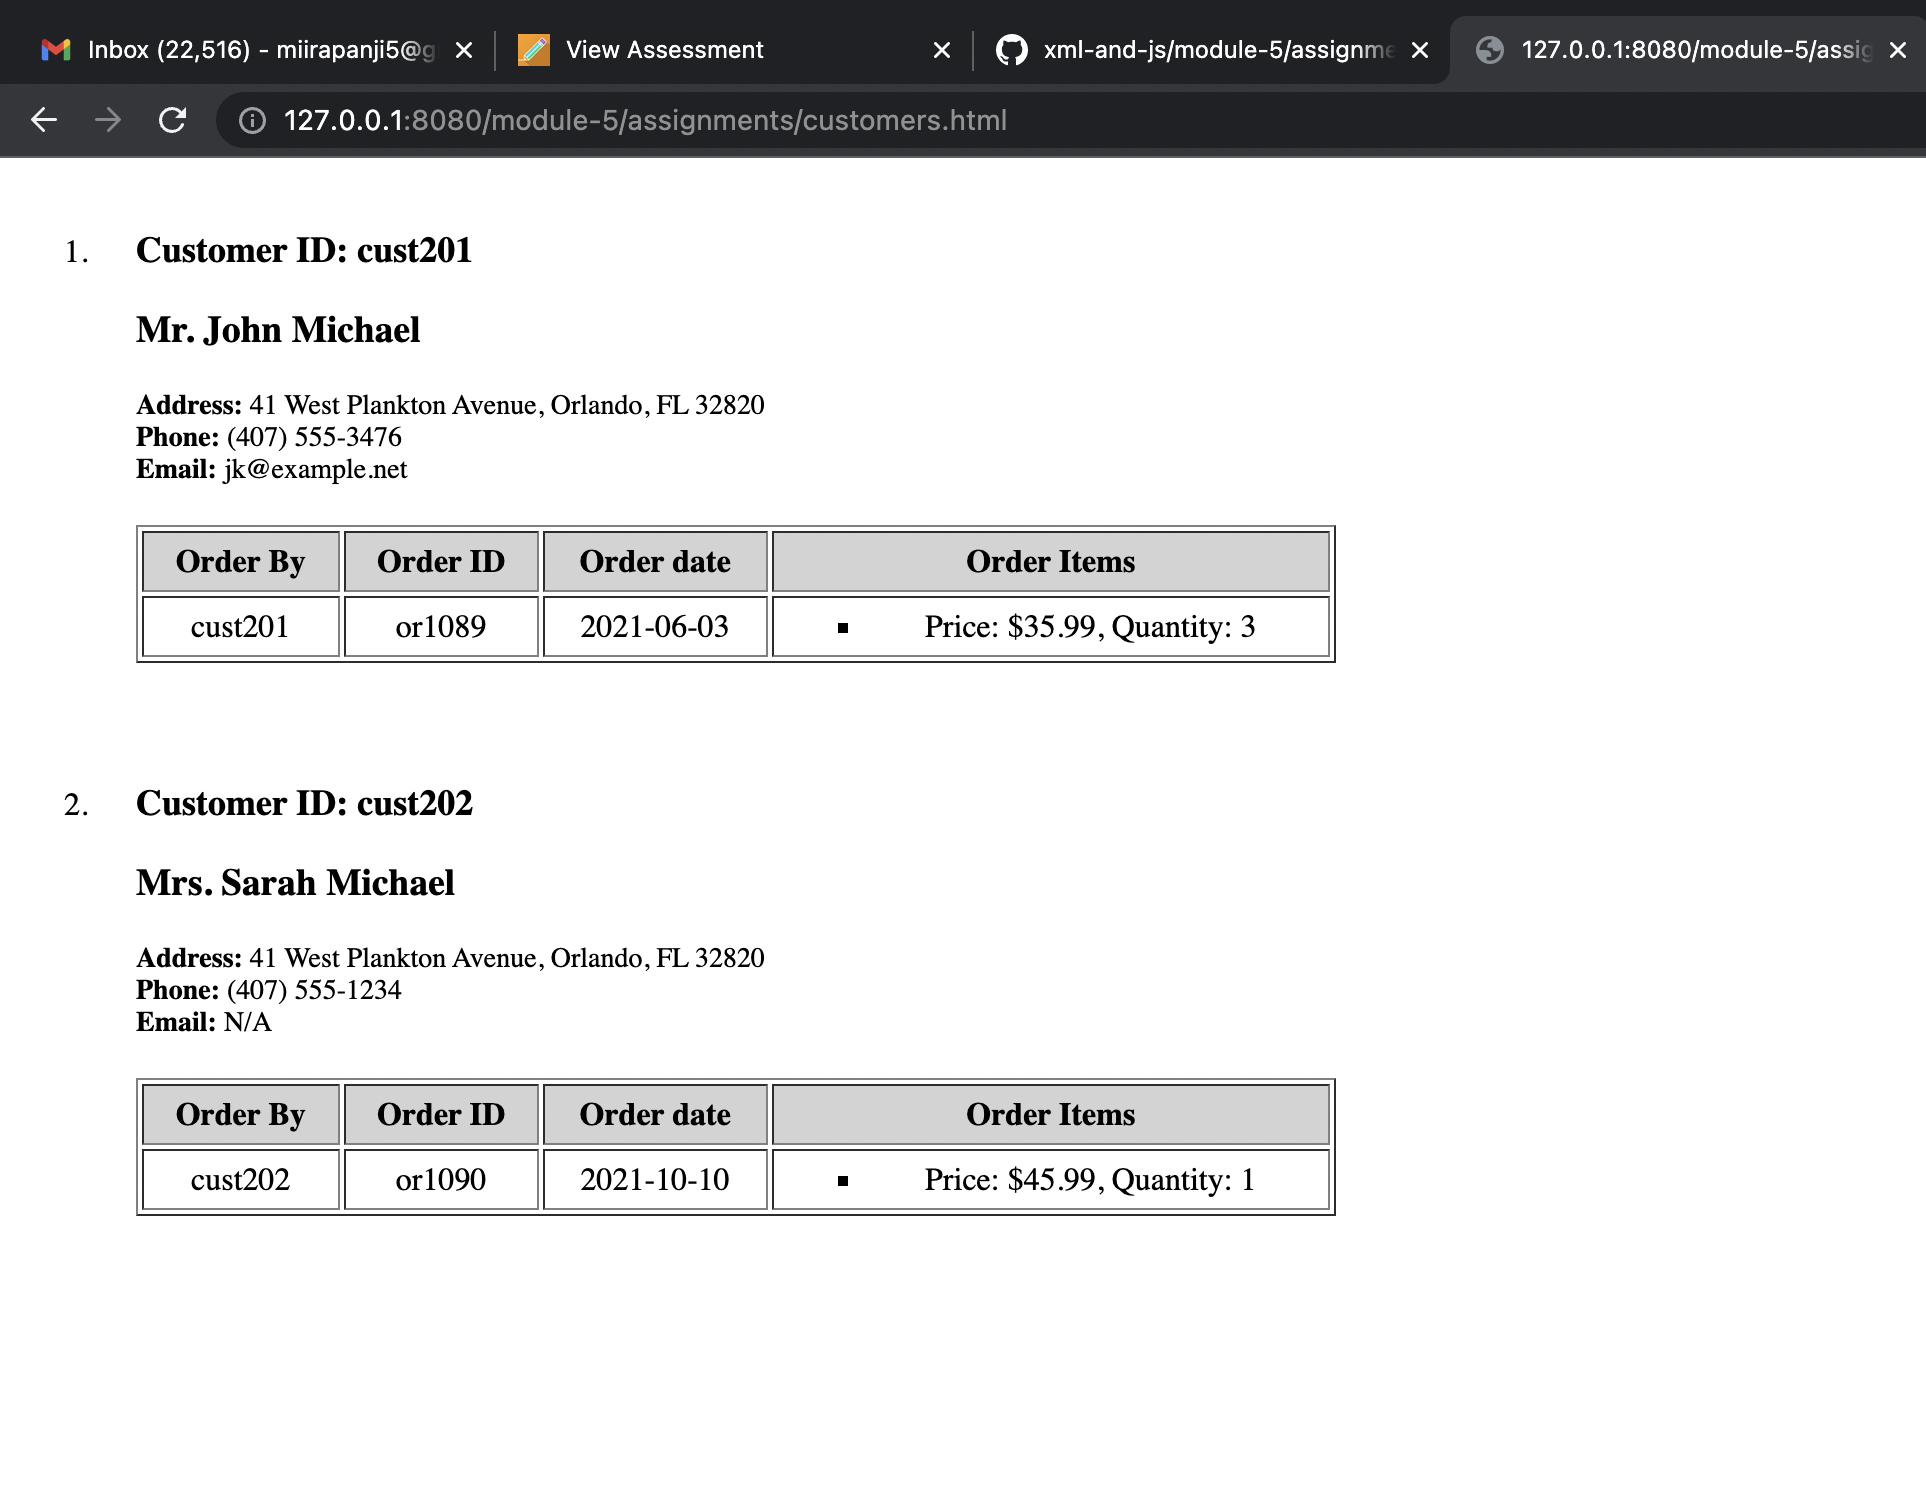 Inbox (22,516) - miirapanji5@g
View Assessment
xml-and-js/module-5/assignme
127.0.0.1:8080/module-5/assig
127.0.0.1:8080/module-5/assignments/customers.html
1. Customer ID: cust201
Mr. John Michael
Address: 41 West Plankton Avenue, Orlando, FL 32820
Phone: (407) 555-3476
Email: jk@example.net
Order By Order ID Order date Order Items
cust201 or1089 2021-06-03 ▪ Price: $35.99, Quantity: 3
2. Customer ID: cust202
Mrs. Sarah Michael
Address: 41 West Plankton Avenue, Orlando, FL 32820
Phone: (407) 555-1234
Email: N/A
Order By Order ID Order date Order Items
cust202 or1090 2021-10-10 ▪ Price: $45.99, Quantity: 1